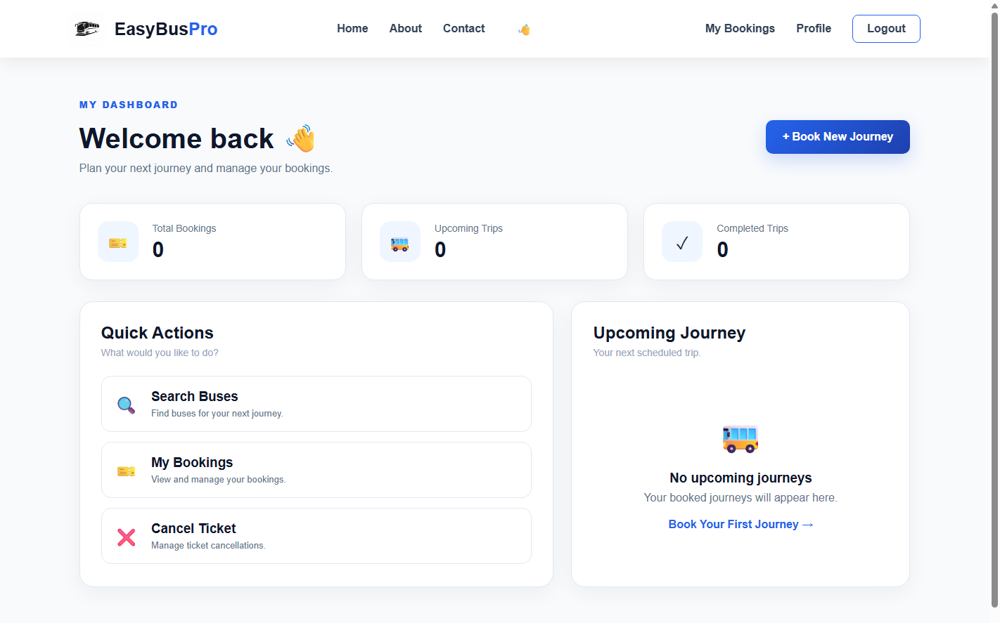 EasyBusPro
Home About Contact 👋
My Bookings Profile Logout
MY DASHBOARD
Welcome back 👋
Plan your next journey and manage your bookings.
+ Book New Journey
Total Bookings
0
Upcoming Trips
0
Completed Trips
0
Quick Actions
What would you like to do?
Search Buses
Find buses for your next journey.
My Bookings
View and manage your bookings.
Cancel Ticket
Manage ticket cancellations.
Upcoming Journey
Your next scheduled trip.
No upcoming journeys
Your booked journeys will appear here.
Book Your First Journey →